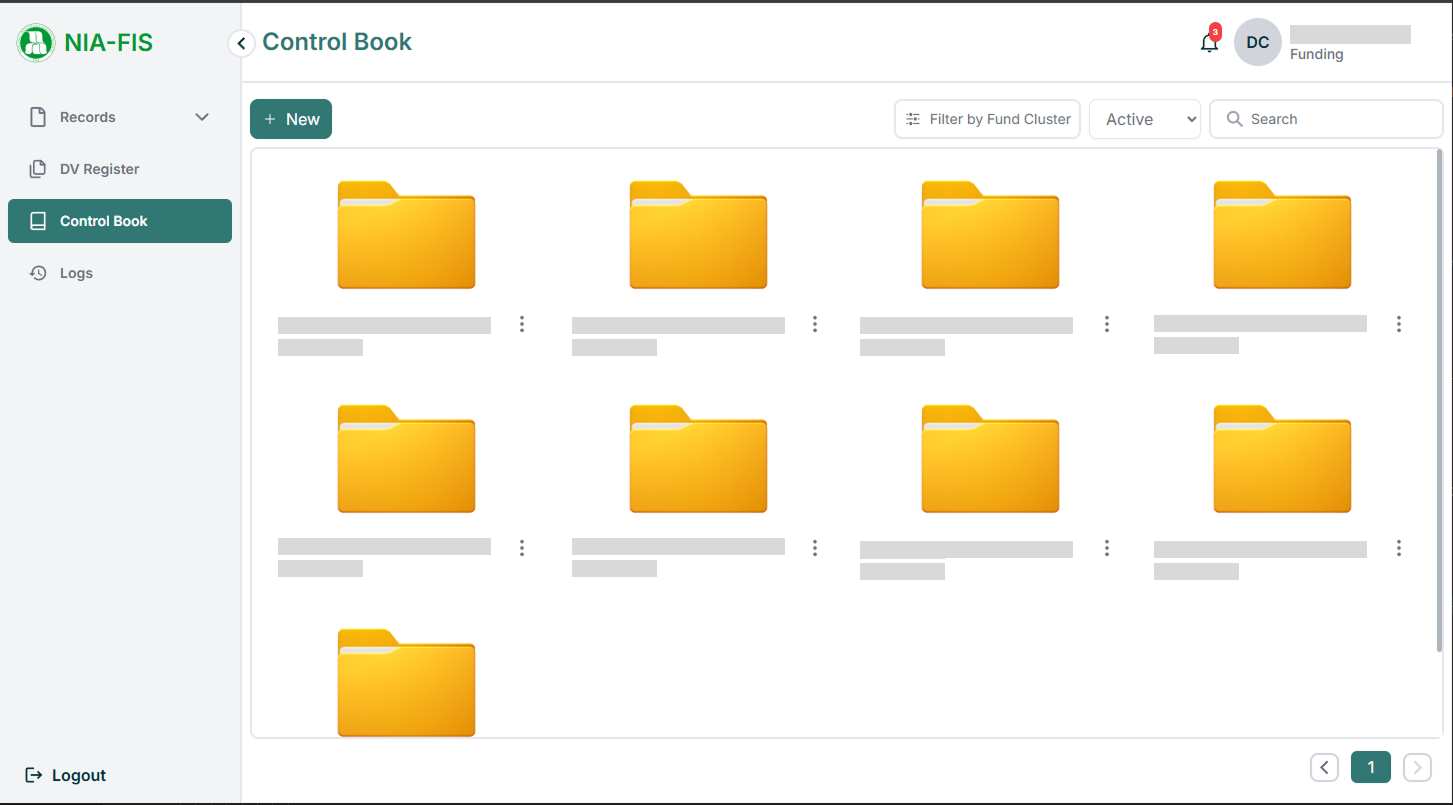 NIA-FIS
Control Book
3
DC
Funding
Records
DV Register
Control Book
Logs
Logout
+ New
Filter by Fund Cluster
Active
Search
1